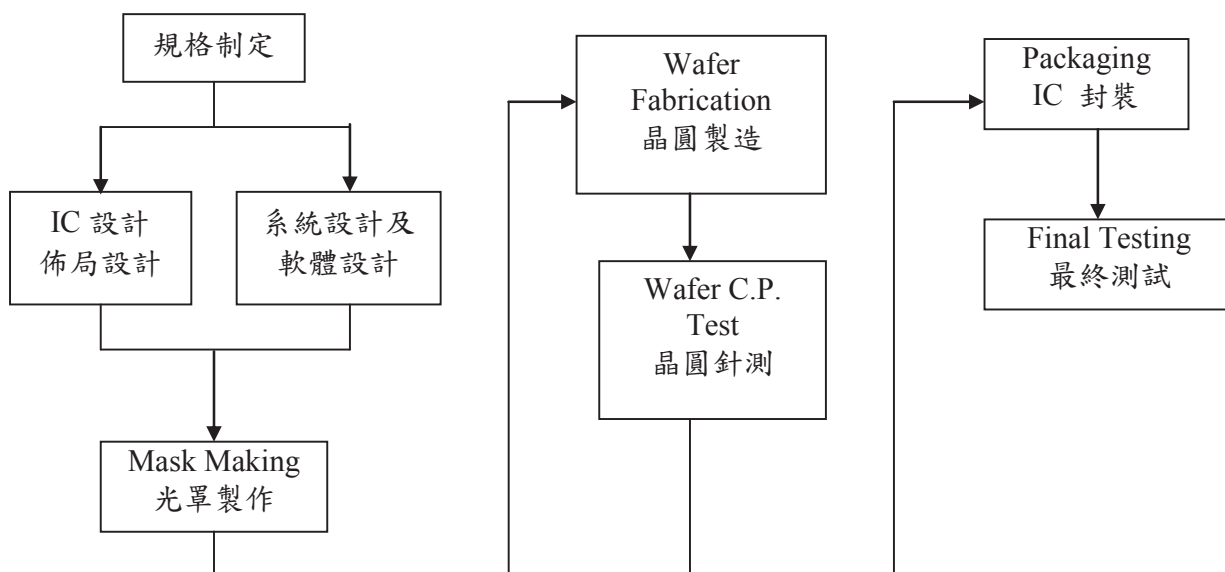 規格制定
IC 設計
佈局設計
系統設計及
軟體設計
Mask Making
光罩製作
Wafer
Fabrication
晶圓製造
Wafer C.P.
Test
晶圓針測
Packaging
IC 封裝
Final Testing
最終測試